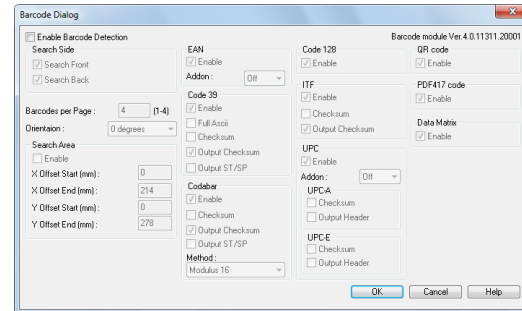 Barcode Dialog
Enable Barcode Detection
Barcode module Ver.4.0.11311.20001
Search Side
Search Front
Search Back
Barcodes per Page : 4 (1-4)
Orientaion : 0 degrees
Search Area
Enable
X Offset Start (mm) : 0
X Offset End (mm) : 214
Y Offset Start (mm) : 0
Y Offset End (mm) : 278
EAN
Enable
Addon : Off
Code 39
Enable
Full Ascii
Checksum
Output Checksum
Output ST/SP
Codabar
Enable
Checksum
Output Checksum
Output ST/SP
Method :
Modulus 16
Code 128
Enable
ITF
Enable
Checksum
Output Checksum
UPC
Enable
Addon : Off
UPC-A
Checksum
Output Header
UPC-E
Checksum
Output Header
QR code
Enable
PDF417 code
Enable
Data Matrix
Enable
OK Cancel Help